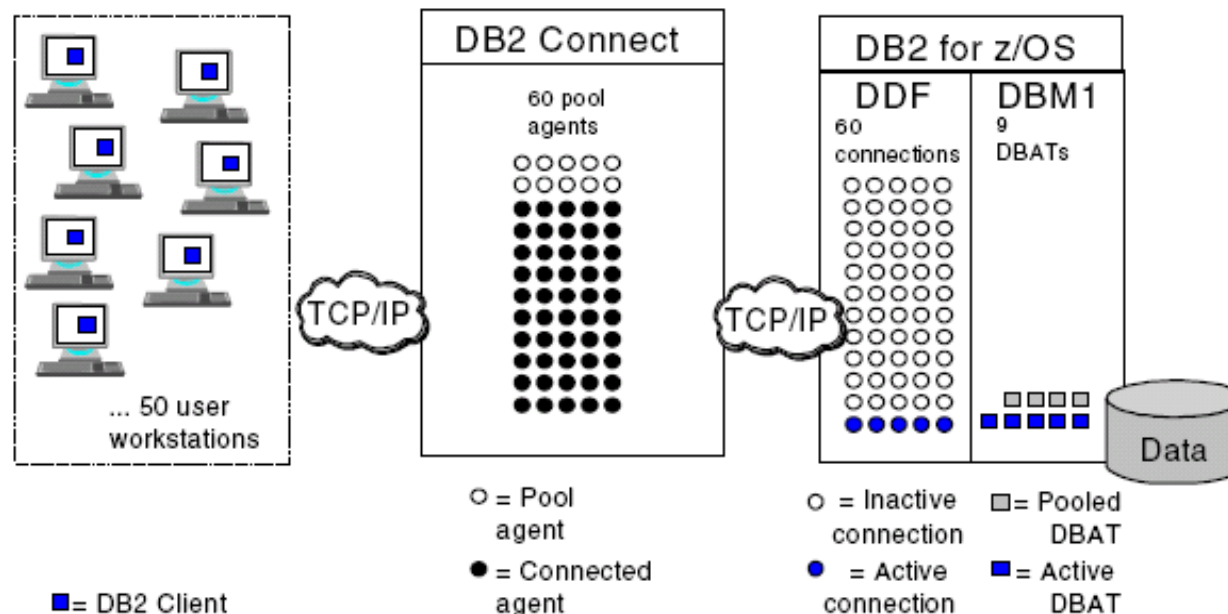 DB2 Connect
DB2 for z/OS
60 pool
agents
DDF
60
connections
DBM1
9
DBATs
TCP/IP
TCP/IP
... 50 user
workstations
Data
= Pool
agent
= Connected
agent
= Inactive
connection
= Active
connection
= Pooled
DBAT
= Active
DBAT
= DB2 Client